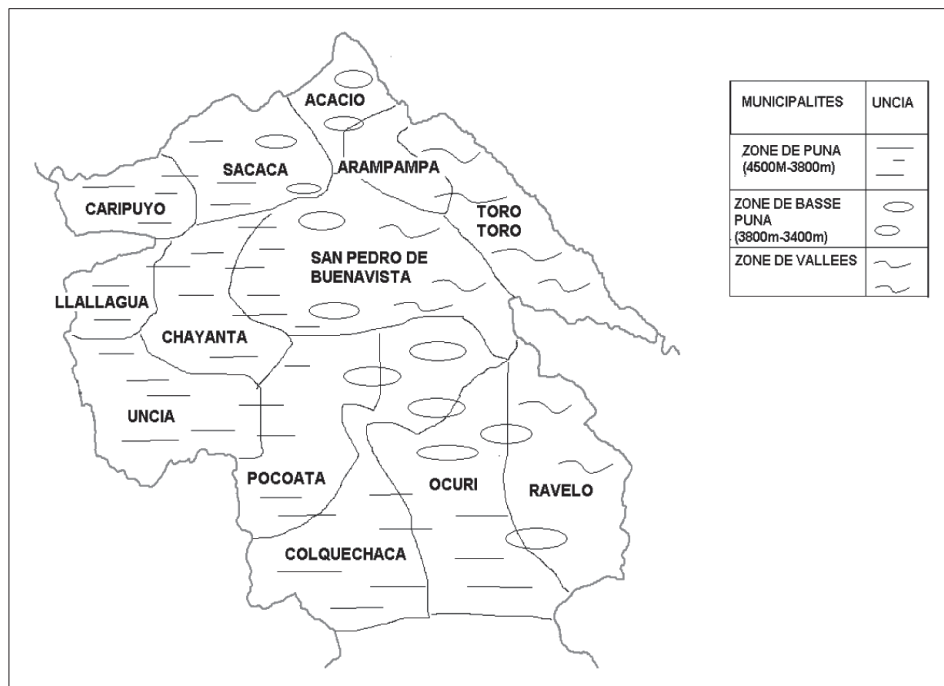 ACACIO
SACACA
ARAMPAMPA
CARIPUYO
TORO
TORO
SAN PEDRO DE
BUENAVISTA
LLALLAGUA
CHAYANTA
UNCIA
POCOATA
OCURI
RAVELO
COLQUECHACA
MUNICIPALITES UNCIA
ZONE DE PUNA
(4500M-3800m)
ZONE DE BASSE
PUNA
(3800m-3400m)
ZONE DE VALLEES